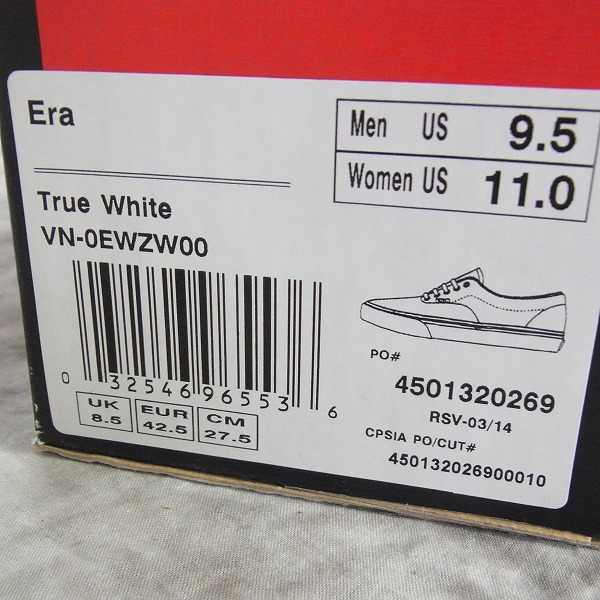 Era
Men US 9.5
Women US 11.0
True White
VN-0EWZW00
0 32546 96553 6
UK 8.5
EUR 42.5
CM 27.5
PO#
4501320269
RSV-03/14
CPSIA PO/CUT#
450132026900010